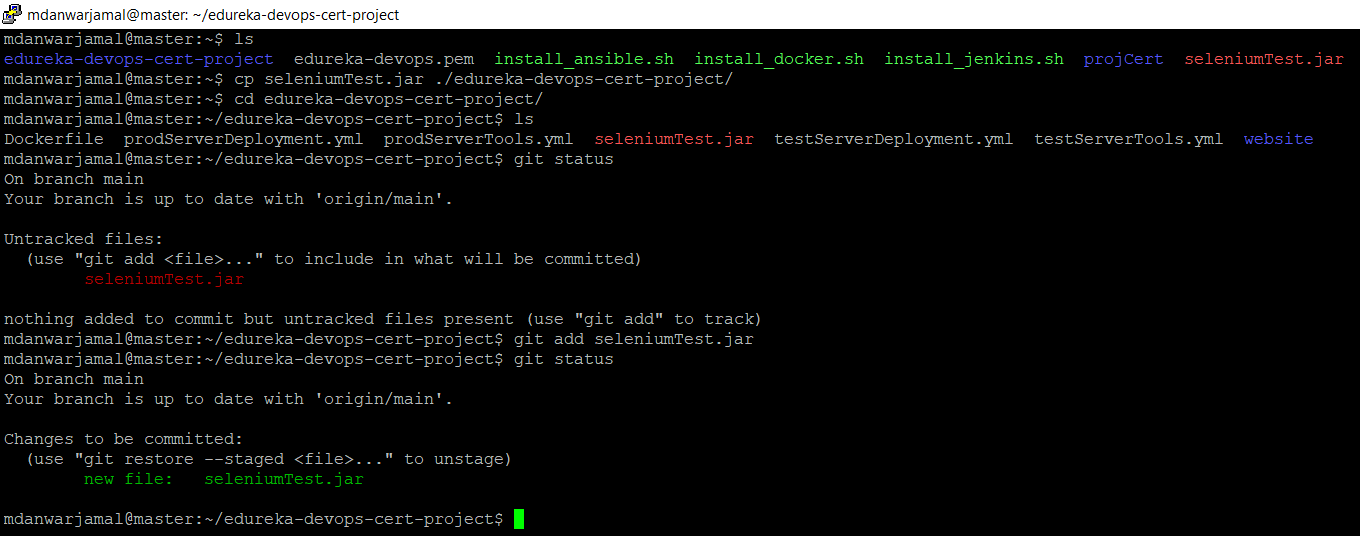 mdanwarjamal@master: ~/edureka-devops-cert-project
mdanwarjamal@master:~$ ls
edureka-devops-cert-project  edureka-devops.pem  install_ansible.sh  install_docker.sh  install_jenkins.sh  projCert  seleniumTest.jar
mdanwarjamal@master:~$ cp seleniumTest.jar ./edureka-devops-cert-project/
mdanwarjamal@master:~$ cd edureka-devops-cert-project/
mdanwarjamal@master:~/edureka-devops-cert-project$ ls
Dockerfile  prodServerDeployment.yml  prodServerTools.yml  seleniumTest.jar  testServerDeployment.yml  testServerTools.yml  website
mdanwarjamal@master:~/edureka-devops-cert-project$ git status
On branch main
Your branch is up to date with 'origin/main'.

Untracked files:
  (use "git add <file>..." to include in what will be committed)
        seleniumTest.jar

nothing added to commit but untracked files present (use "git add" to track)
mdanwarjamal@master:~/edureka-devops-cert-project$ git add seleniumTest.jar
mdanwarjamal@master:~/edureka-devops-cert-project$ git status
On branch main
Your branch is up to date with 'origin/main'.

Changes to be committed:
  (use "git restore --staged <file>..." to unstage)
        new file:   seleniumTest.jar

mdanwarjamal@master:~/edureka-devops-cert-project$